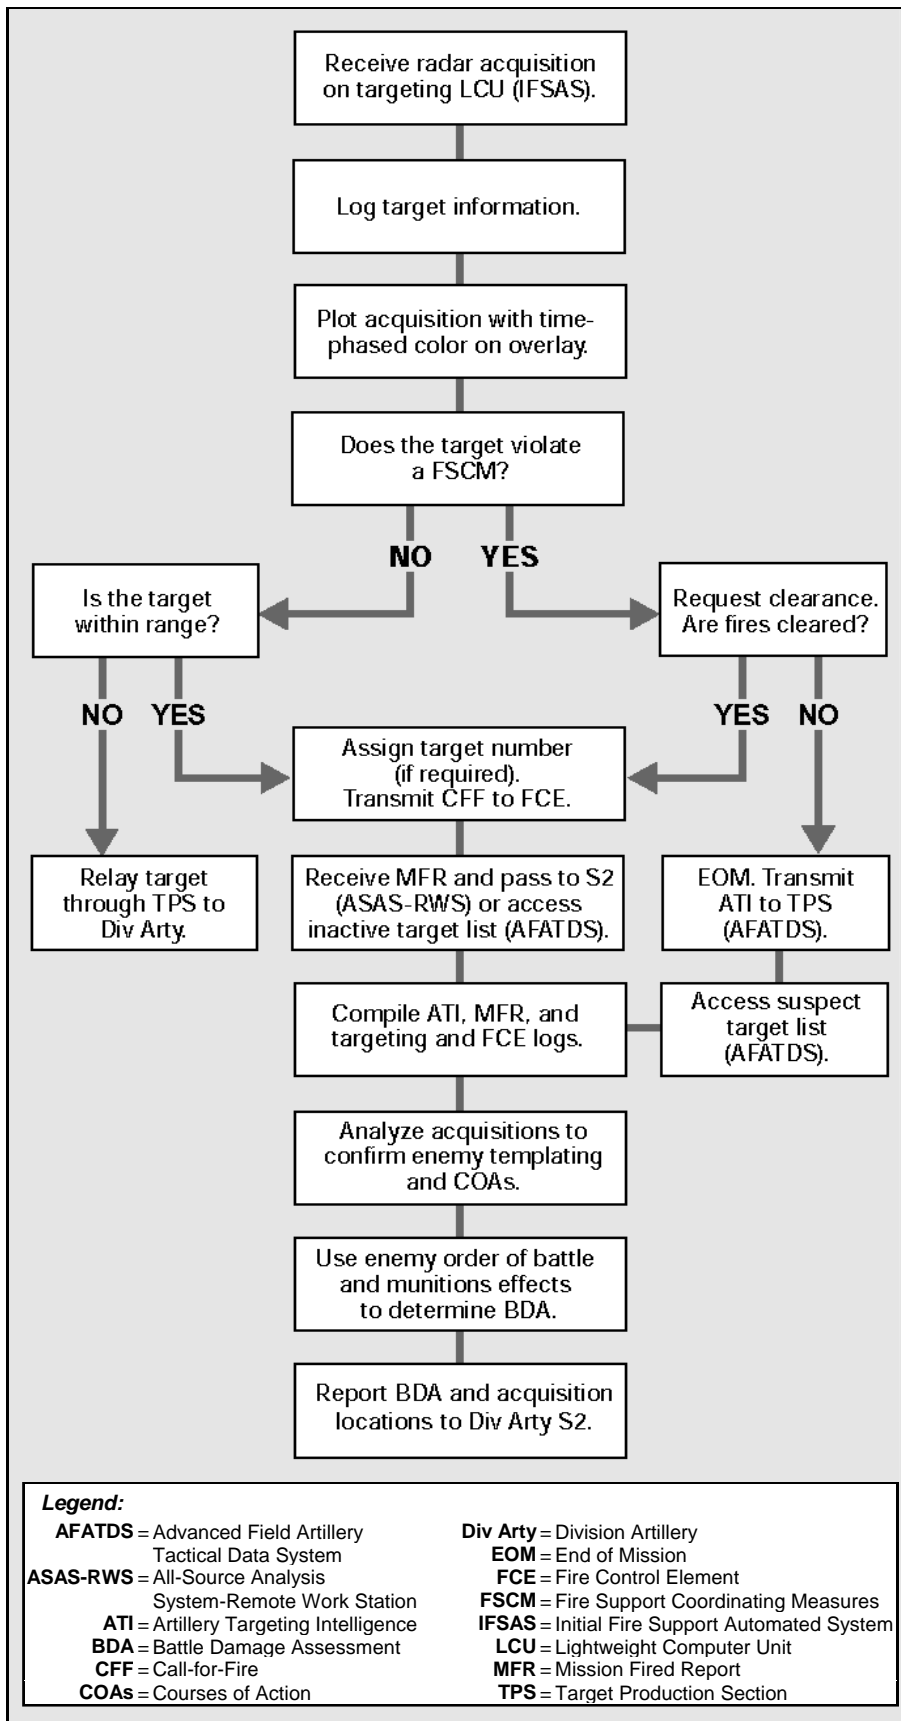 Receive radar acquisition
on targeting LCU (IFSAS).
Log target information.
Plot acquisition with time-
phased color on overlay.
Does the target violate
a FSCM?
NO
YES
Is the target
within range?
Request clearance.
Are fires cleared?
NO
YES
YES
NO
Assign target number
(if required).
Transmit CFF to FCE.
Relay target
through TPS to
Div Arty.
Receive MFR and pass to S2
(ASAS-RWS) or access
inactive target list (AFATDS).
EOM. Transmit
ATI to TPS
(AFATDS).
Compile ATI, MFR, and
targeting and FCE logs.
Access suspect
target list
(AFATDS).
Analyze acquisitions to
confirm enemy templating
and COAs.
Use enemy order of battle
and munitions effects
to determine BDA.
Report BDA and acquisition
locations to Div Arty S2.
Legend:
AFATDS = Advanced Field Artillery
Tactical Data System
ASAS-RWS = All-Source Analysis
System-Remote Work Station
ATI = Artillery Targeting Intelligence
BDA = Battle Damage Assessment
CFF = Call-for-Fire
COAs = Courses of Action
Div Arty = Division Artillery
EOM = End of Mission
FCE = Fire Control Element
FSCM = Fire Support Coordinating Measures
IFSAS = Initial Fire Support Automated System
LCU = Lightweight Computer Unit
MFR = Mission Fired Report
TPS = Target Production Section